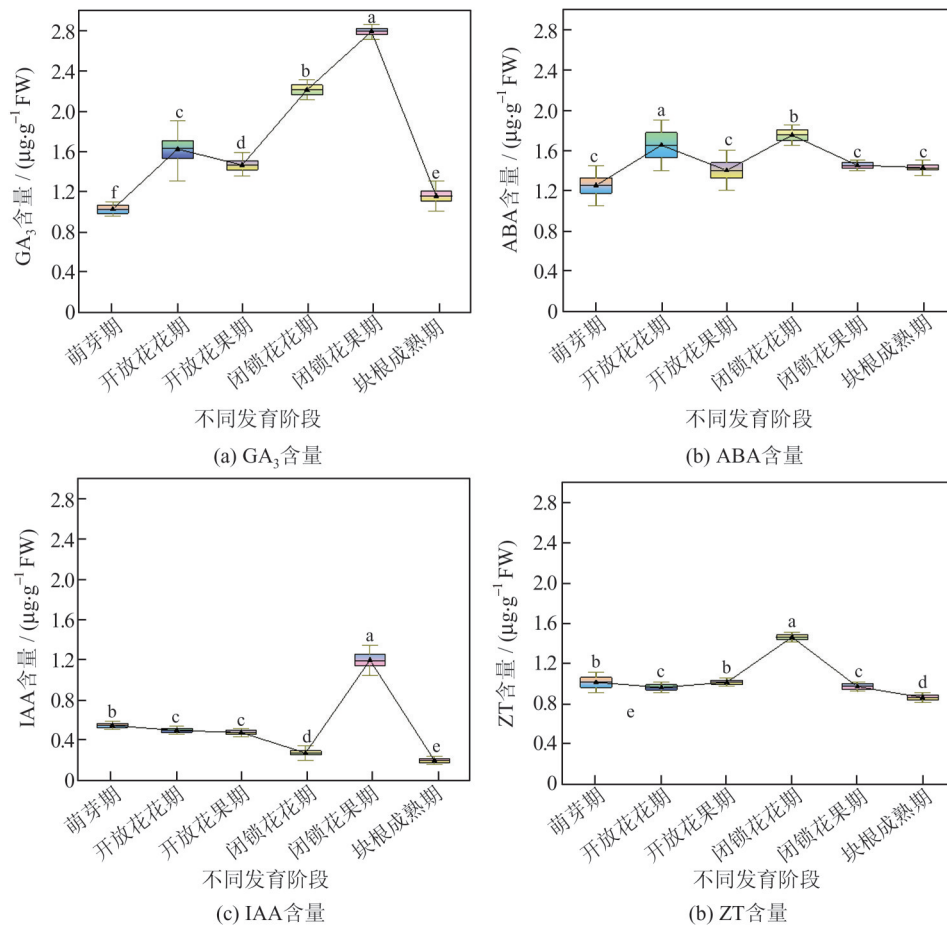 GA₃含量 / (μg·g⁻¹ FW)
2.8
2.4
2.0
1.6
1.2
0.8
0.4
0
f
c
d
b
a
e
萌芽期
开放花花期
开放花果期
闭锁花花期
闭锁花果期
块根成熟期
不同发育阶段
(a) GA₃含量
ABA含量 / (μg·g⁻¹ FW)
2.8
2.4
2.0
1.6
1.2
0.8
0.4
0
c
a
c
b
c
c
萌芽期
开放花花期
开放花果期
闭锁花花期
闭锁花果期
块根成熟期
不同发育阶段
(b) ABA含量
IAA含量 / (μg·g⁻¹ FW)
2.8
2.4
2.0
1.6
1.2
0.8
0.4
0
b
c
c
d
a
e
萌芽期
开放花花期
开放花果期
闭锁花花期
闭锁花果期
块根成熟期
不同发育阶段
(c) IAA含量
ZT含量 / (μg·g⁻¹ FW)
2.8
2.4
2.0
1.6
1.2
0.8
0.4
0
b
c
b
a
c
d
e
萌芽期
开放花花期
开放花果期
闭锁花花期
闭锁花果期
块根成熟期
不同发育阶段
(b) ZT含量